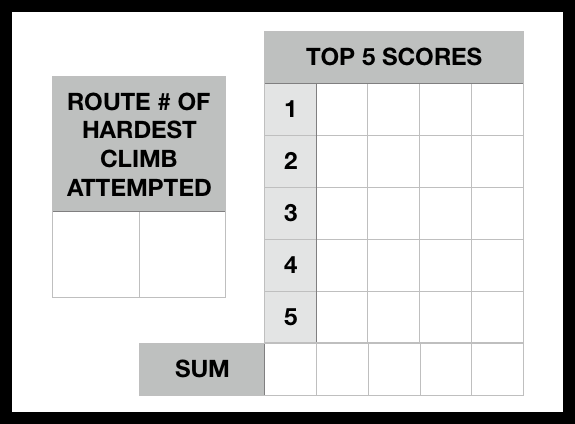 TOP 5 SCORES
ROUTE # OF
HARDEST
CLIMB
ATTEMPTED
1
2
3
4
5
SUM